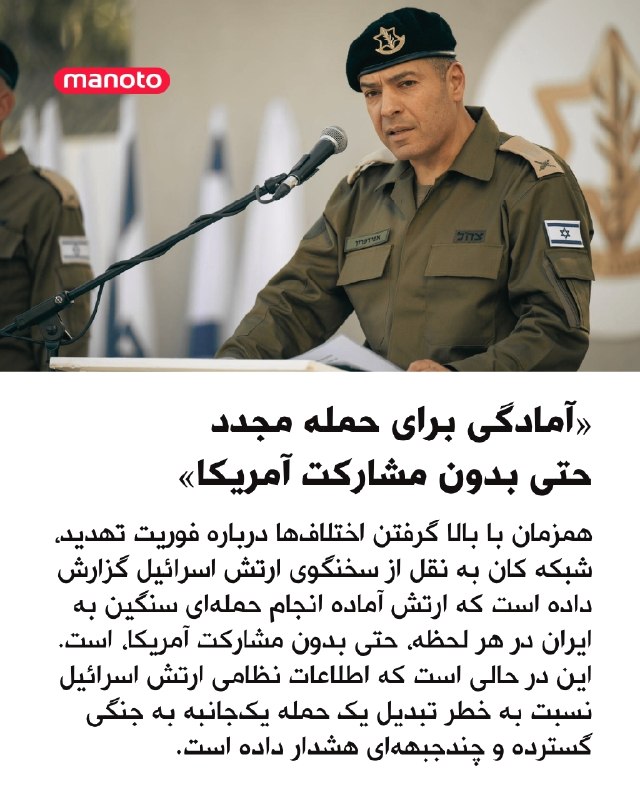 manoto
צה"ל
«آمادگی برای حمله مجدد
حتی بدون مشارکت آمریکا»
همزمان با بالا گرفتن اختلاف‌ها درباره فوریت تهدید،
شبکه کان به نقل از سخنگوی ارتش اسرائیل گزارش
داده است که ارتش آماده انجام حمله‌ای سنگین به
ایران در هر لحظه، حتی بدون مشارکت آمریکا، است.
این در حالی است که اطلاعات نظامی ارتش اسرائیل
نسبت به خطر تبدیل یک حمله یک‌جانبه به جنگی
گسترده و چندجبهه‌ای هشدار داده است.